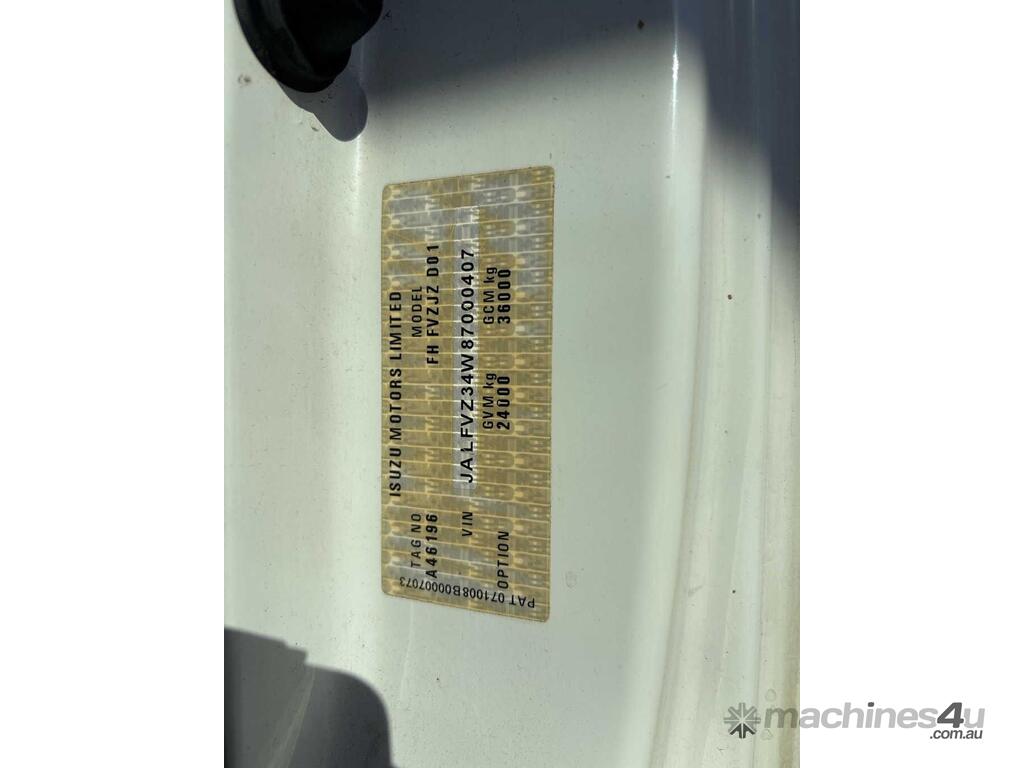 ISUZU MOTORS LIMITED
TAG NO MODEL
A46196 FH FVZJZ D01
VIN JALFVZ34W87000407
GVM kg GCM kg
OPTION 24000 36000
PAT 071008B00007073
machines4u
.com.au